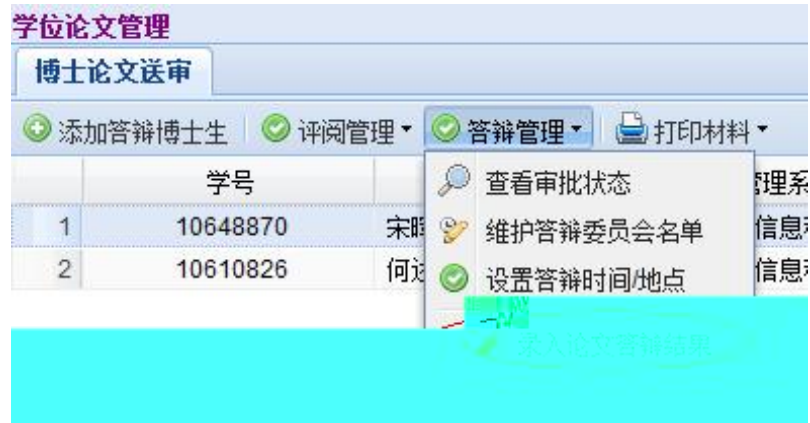 学位论文管理
博士论文送审
添加答辩博士生 评阅管理 答辩管理 打印材料
学号 管理系
查看审批状态
1 10648870 宋 信息
维护答辩委员会名单
2 10610826 何 信息
设置答辩时间/地点
录入论文答辩结果